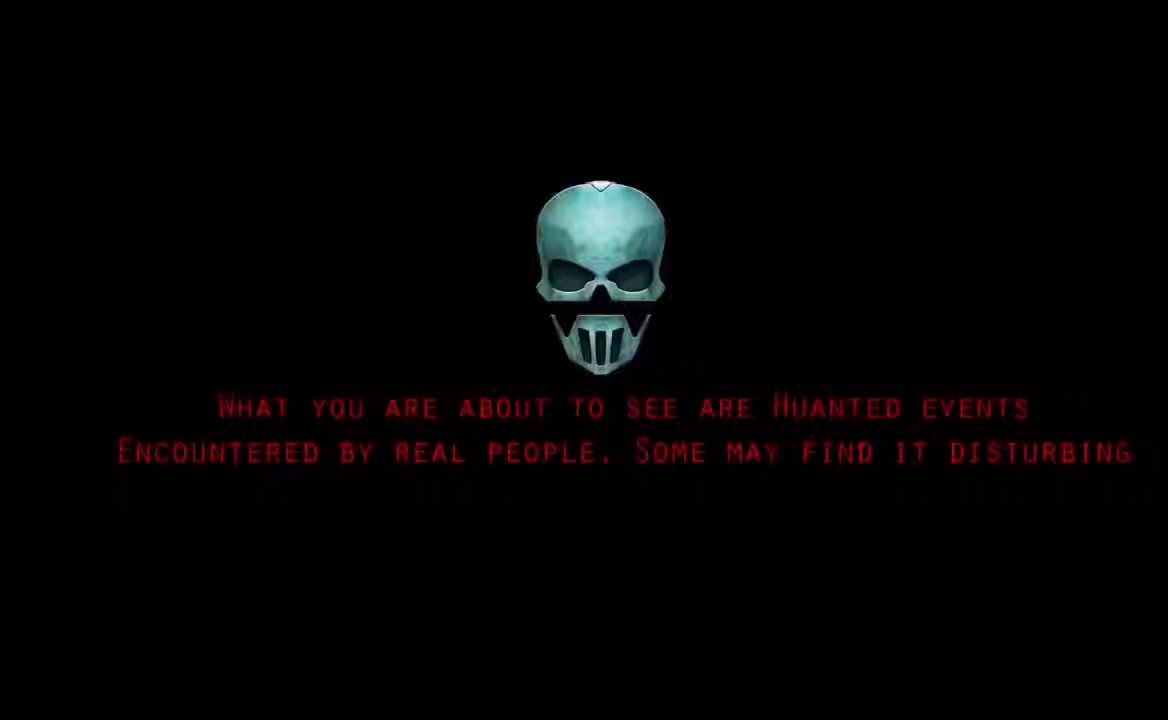 What you are about to see are Huanted events
Encountered by real people. Some may find it disturbing